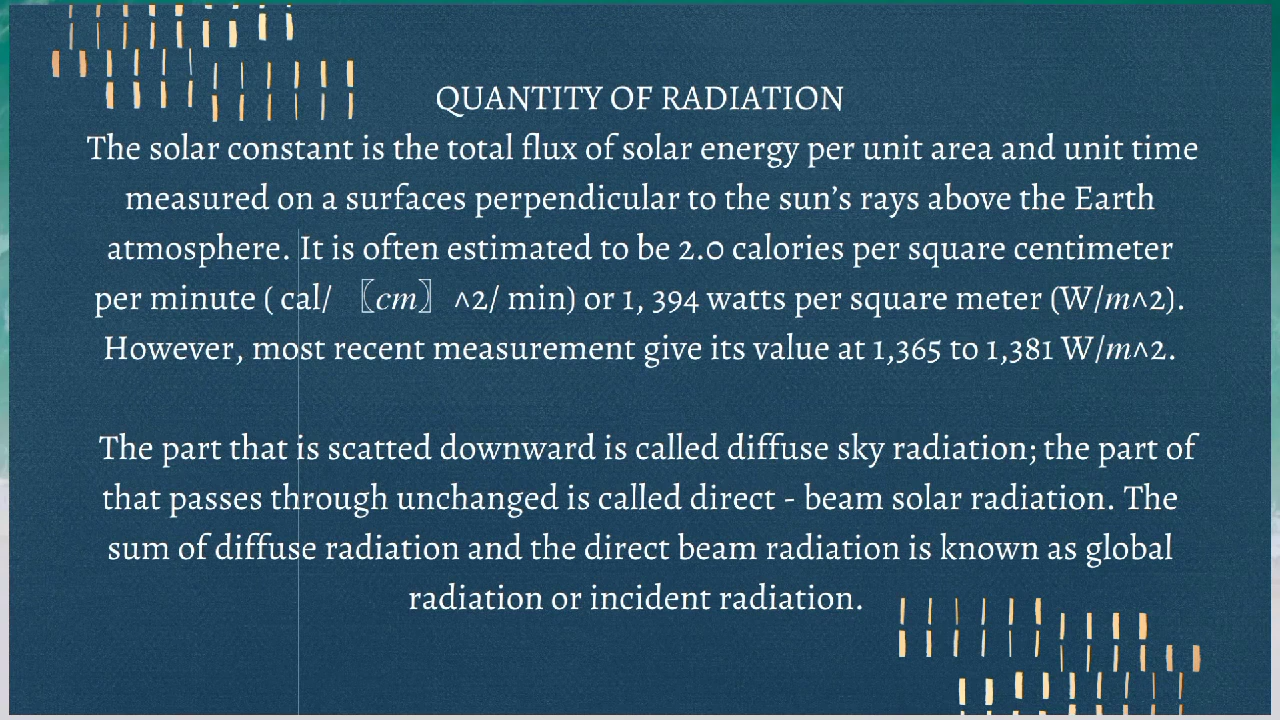 QUANTITY OF RADIATION
The solar constant is the total flux of solar energy per unit area and unit time
measured on a surfaces perpendicular to the sun’s rays above the Earth
atmosphere. It is often estimated to be 2.0 calories per square centimeter
per minute ( cal/ 〖cm〗^2/ min) or 1, 394 watts per square meter (W/m^2).
However, most recent measurement give its value at 1,365 to 1,381 W/m^2.
The part that is scatted downward is called diffuse sky radiation; the part of
that passes through unchanged is called direct - beam solar radiation. The
sum of diffuse radiation and the direct beam radiation is known as global
radiation or incident radiation.